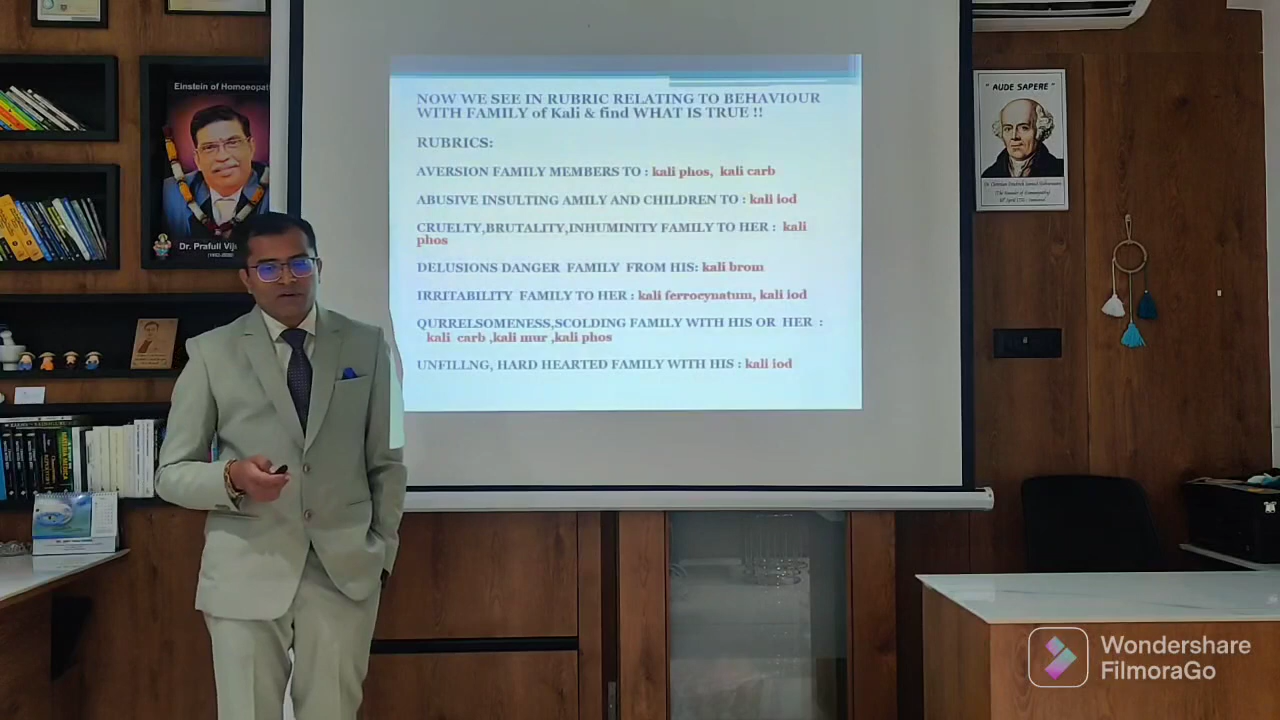 Einstein of Homoeopat
Dr. Prafull Vij
" AUDE SAPERE "
NOW WE SEE IN RUBRIC RELATING TO BEHAVIOUR
WITH FAMILY of Kali & find WHAT IS TRUE !!
RUBRICS:
AVERSION FAMILY MEMBERS TO : kali phos, kali carb
ABUSIVE INSULTING AMILY AND CHILDREN TO : kali iod
CRUELTY,BRUTALITY,INHUMINITY FAMILY TO HER : kali
phos
DELUSIONS DANGER FAMILY FROM HIS: kali brom
IRRITABILITY FAMILY TO HER : kali ferrocynatum, kali iod
QURRELSOMENESS,SCOLDING FAMILY WITH HIS OR HER :
kali carb ,kali mur ,kali phos
UNFILLNG, HARD HEARTED FAMILY WITH HIS : kali iod
Wondershare
FilmoraGo